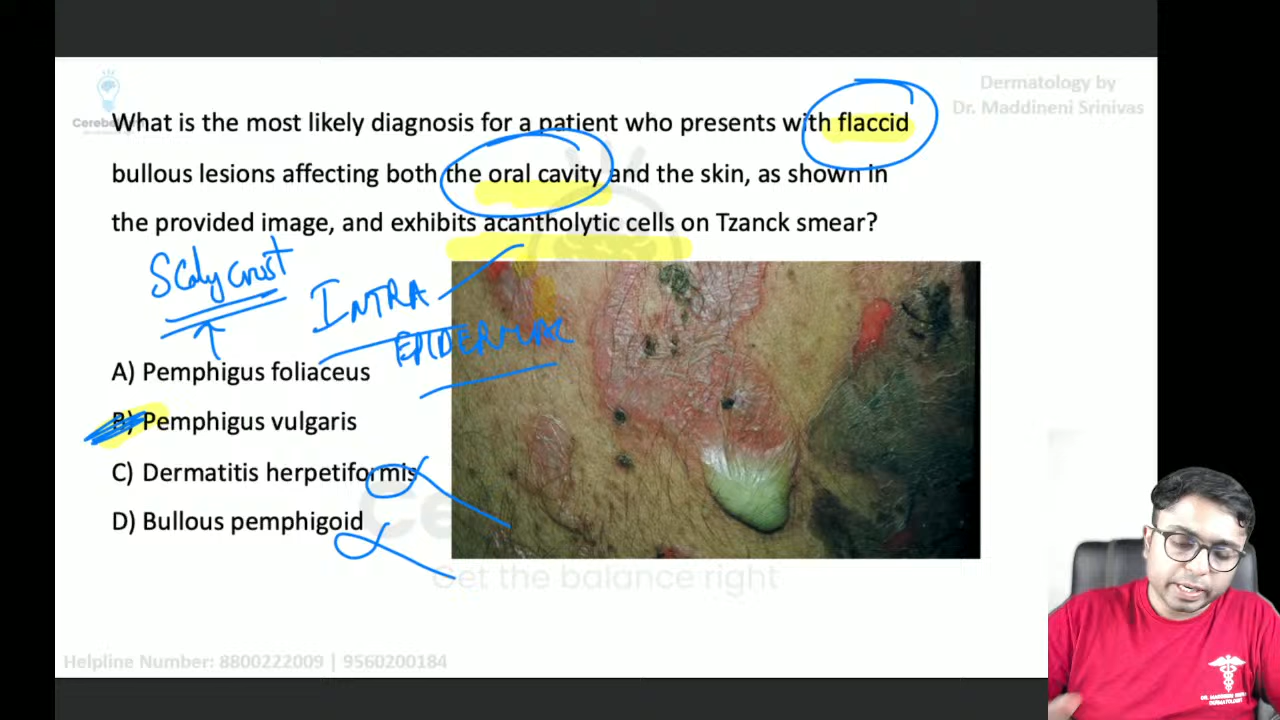 Cerebellum
Dermatology by
Dr. Maddineni Srinivas
What is the most likely diagnosis for a patient who presents with flaccid
bullous lesions affecting both the oral cavity and the skin, as shown in
the provided image, and exhibits acantholytic cells on Tzanck smear?
Scaly crust
INTRA
EPIDERMAL
A) Pemphigus foliaceus
B) Pemphigus vulgaris
C) Dermatitis herpetiformis
D) Bullous pemphigoid
Get the balance right
Helpline Number: 8800222009 | 9560200184